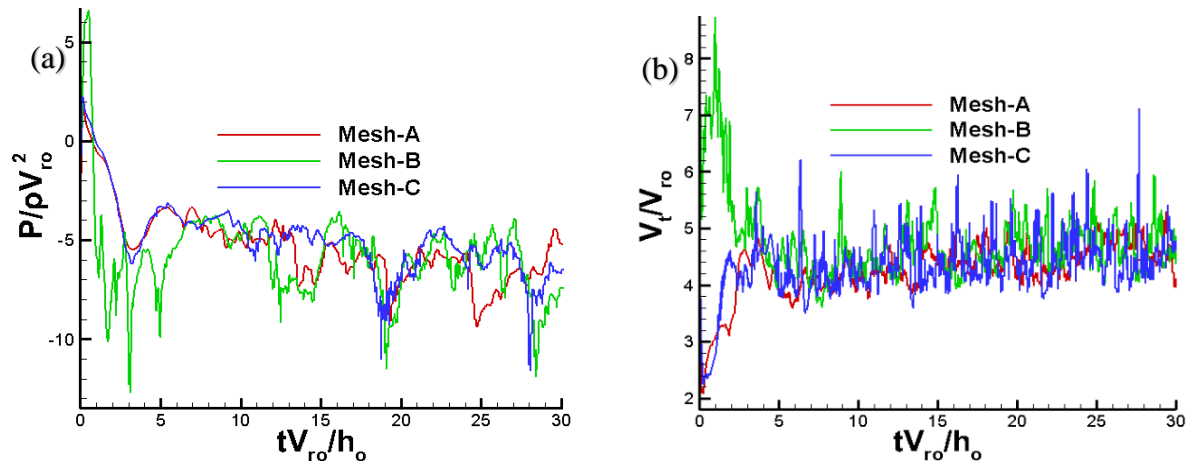 (a)
5
0
-5
-10
P/ρV_ro^2
Mesh-A
Mesh-B
Mesh-C
0 5 10 15 20 25 30
tV_ro/h_o
(b)
8
7
6
5
4
3
2
V_t/V_ro
Mesh-A
Mesh-B
Mesh-C
0 5 10 15 20 25 30
tV_ro/h_o